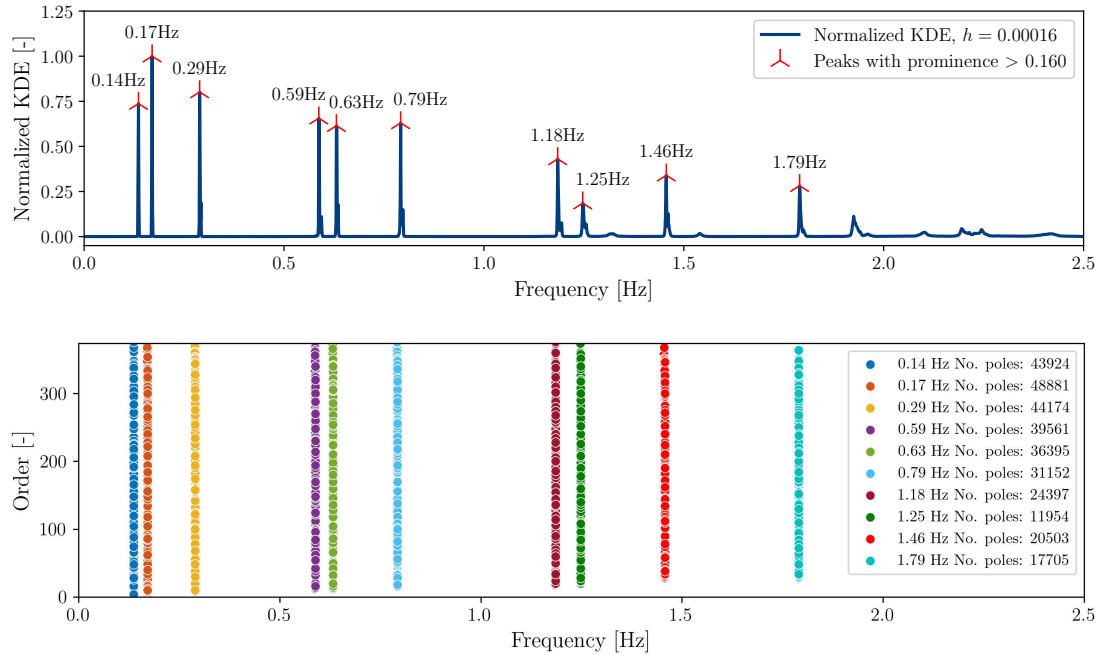 Normalized KDE [-]
1.25
1.00
0.75
0.50
0.25
0.00
0.14Hz
0.17Hz
0.29Hz
0.59Hz
0.63Hz
0.79Hz
1.18Hz
1.25Hz
1.46Hz
1.79Hz
Normalized KDE, h = 0.00016
Peaks with prominence > 0.160
0.0 0.5 1.0 1.5 2.0 2.5
Frequency [Hz]
Order [-]
300
200
100
0
0.14 Hz No. poles: 43924
0.17 Hz No. poles: 48881
0.29 Hz No. poles: 44174
0.59 Hz No. poles: 39561
0.63 Hz No. poles: 36395
0.79 Hz No. poles: 31152
1.18 Hz No. poles: 24397
1.25 Hz No. poles: 11954
1.46 Hz No. poles: 20503
1.79 Hz No. poles: 17705
0.0 0.5 1.0 1.5 2.0 2.5
Frequency [Hz]